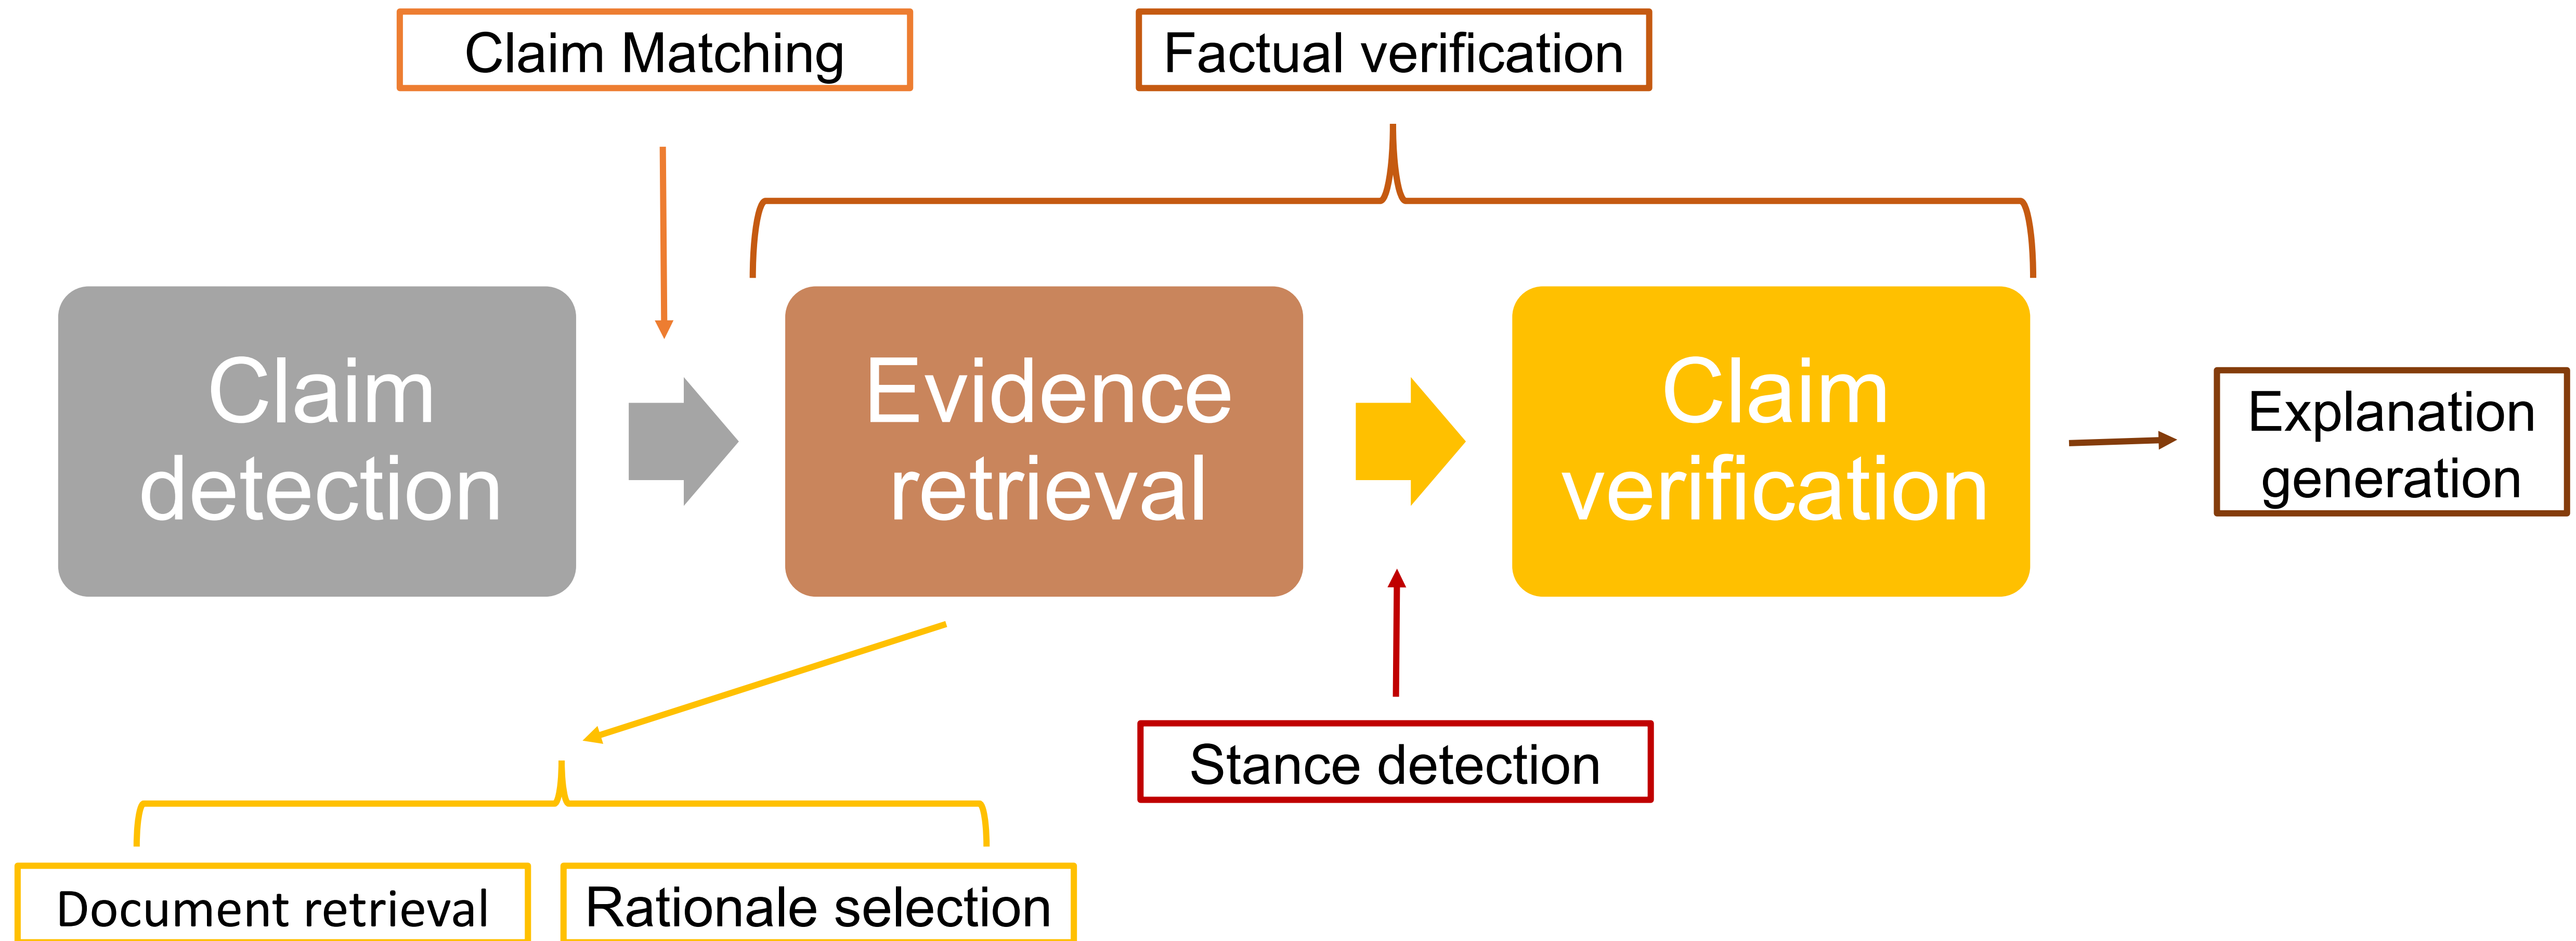 Claim Matching
Factual verification
Claim
detection
Evidence
retrieval
Claim
verification
Explanation
generation
Stance detection
Document retrieval
Rationale selection